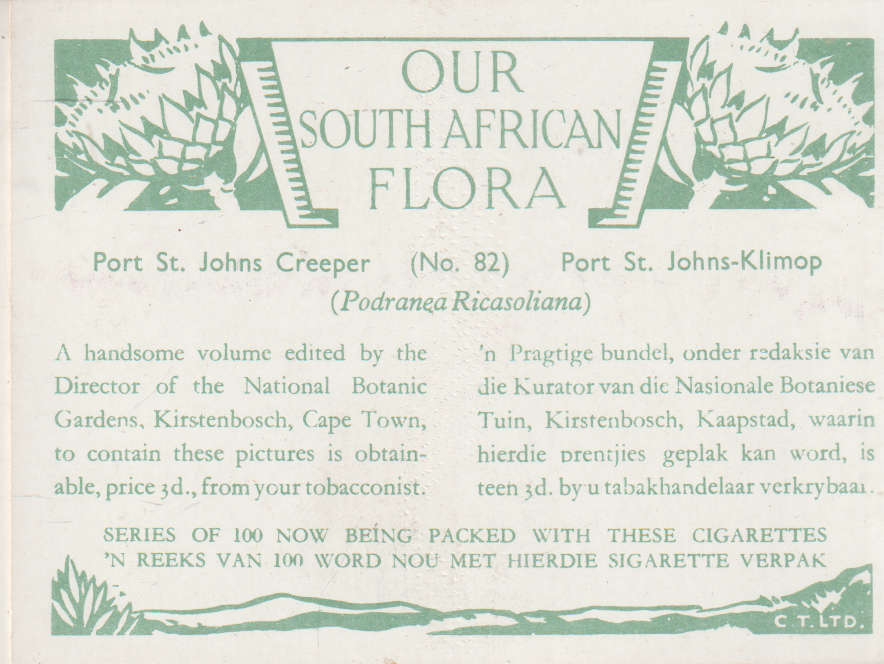 OUR
SOUTH AFRICAN
FLORA
Port St. Johns Creeper (No. 82) Port St. Johns-Klimop
(Podranea Ricasoliana)
A handsome volume edited by the
Director of the National Botanic
Gardens, Kirstenbosch, Cape Town,
to contain these pictures is obtain-
able, price 3d., from your tobacconist.
'n Pragtige bundel, onder redaksie van
die Kurator van die Nasionale Botaniese
Tuin, Kirstenbosch, Kaapstad, waarin
hierdie prentjies geplak kan word, is
teen 3d. by u tabakhandelaar verkrybaar.
SERIES OF 100 NOW BEING PACKED WITH THESE CIGARETTES
'N REEKS VAN 100 WORD NOU MET HIERDIE SIGARETTE VERPAK
C.T. LTD.